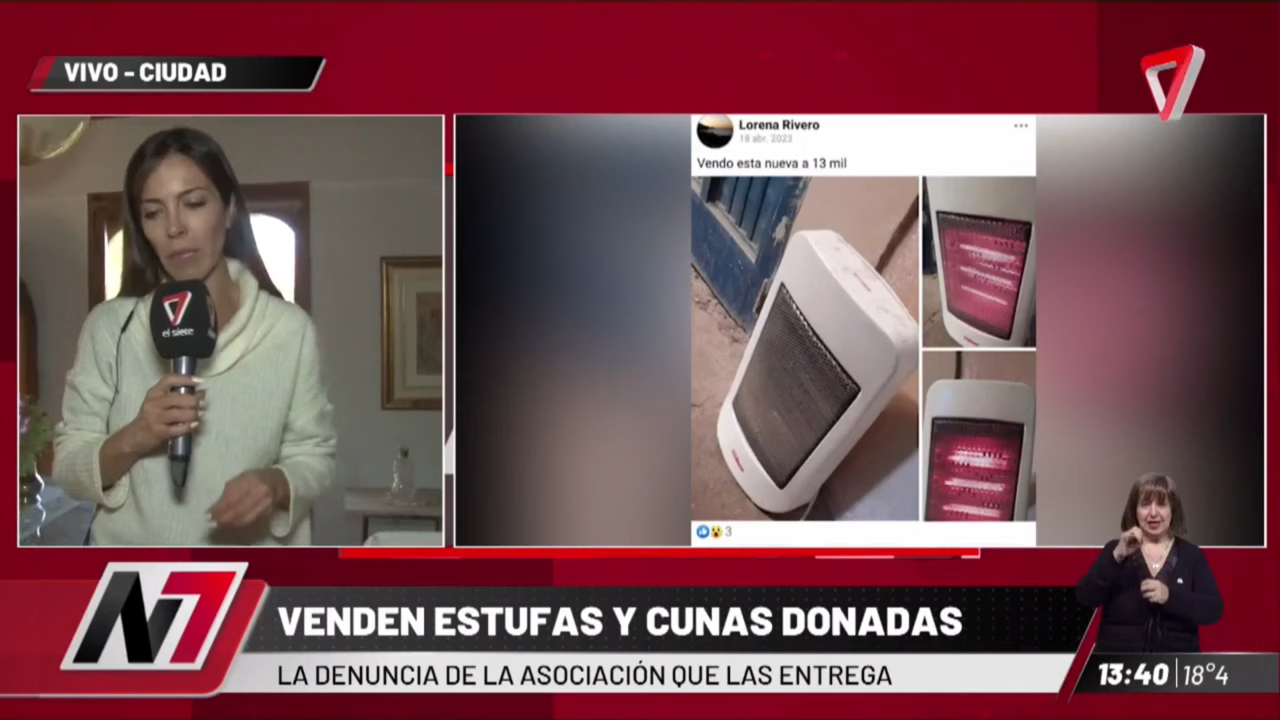 VIVO - CIUDAD
el siete
Lorena Rivero
18 abr. 2023
Vendo esta nueva a 13 mil
3
N7
VENDEN ESTUFAS Y CUNAS DONADAS
LA DENUNCIA DE LA ASOCIACIÓN QUE LAS ENTREGA
13:40 18°4